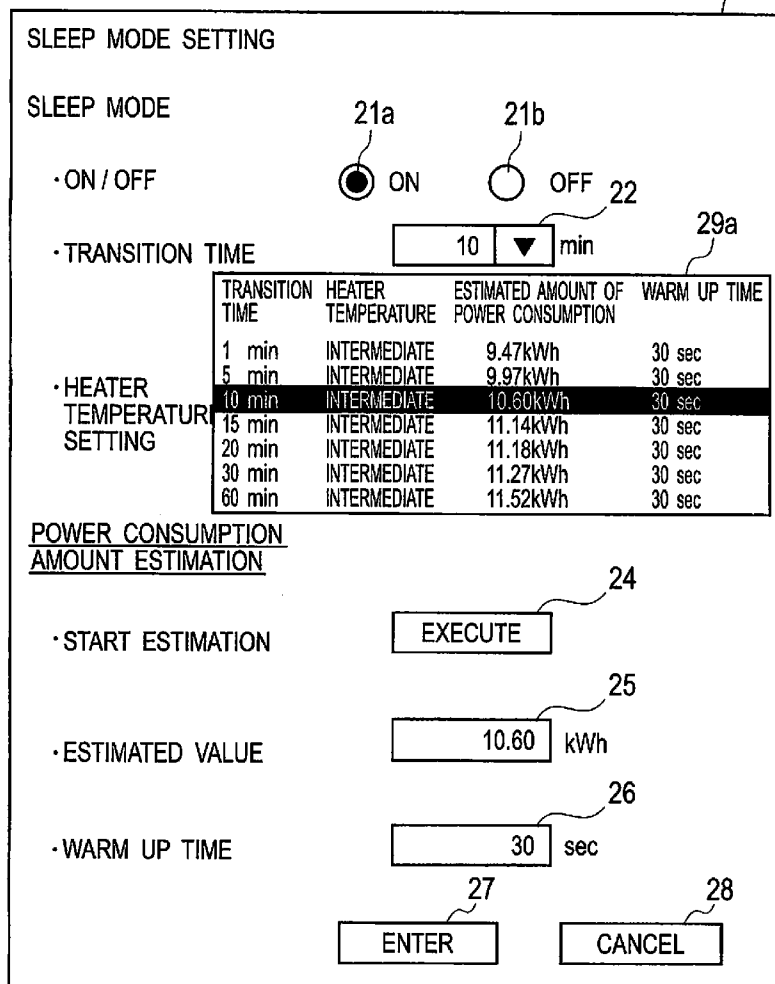 SLEEP MODE SETTING
SLEEP MODE
21a
21b
・ON / OFF
ON
OFF
22
・TRANSITION TIME
10 ▼ min
29a
TRANSITION TIME
HEATER TEMPERATURE
ESTIMATED AMOUNT OF POWER CONSUMPTION
WARM UP TIME
1 min INTERMEDIATE 9.47kWh 30 sec
5 min INTERMEDIATE 9.97kWh 30 sec
10 min INTERMEDIATE 10.60kWh 30 sec
15 min INTERMEDIATE 11.14kWh 30 sec
20 min INTERMEDIATE 11.18kWh 30 sec
30 min INTERMEDIATE 11.27kWh 30 sec
60 min INTERMEDIATE 11.52kWh 30 sec
・HEATER
TEMPERATURE
SETTING
POWER CONSUMPTION
AMOUNT ESTIMATION
24
・START ESTIMATION
EXECUTE
25
・ESTIMATED VALUE
10.60 kWh
26
・WARM UP TIME
30 sec
27
28
ENTER
CANCEL